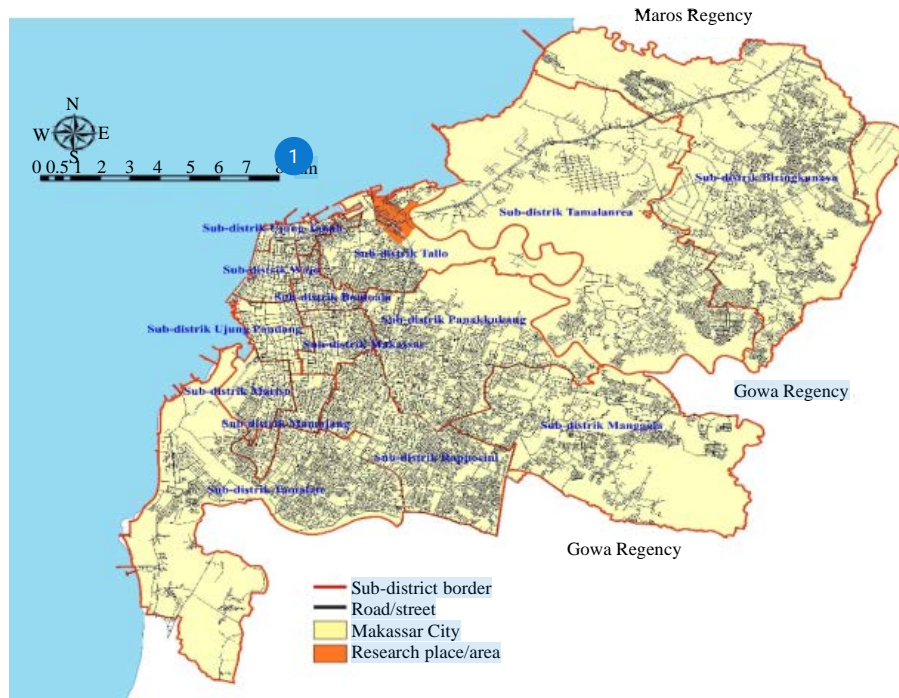 Maros Regency
N
W E
S
1
0 0.5 1 2 3 4 5 6 7 8 km
Sub-distrik Biringkanaya
Sub-distrik Tamalanrea
Sub-distrik Ujung Tanah
Sub-distrik Tallo
Sub-distrik Wajo
Sub-distrik Bontoala
Sub-distrik Panakkukang
Sub-distrik Ujung Pandang
Sub-distrik Makassar
Gowa Regency
Sub-distrik Mariso
Sub-distrik Mamajang
Sub-distrik Manggala
Sub-distrik Rappocini
Sub-distrik Tamalate
Gowa Regency
Sub-district border
Road/street
Makassar City
Research place/area